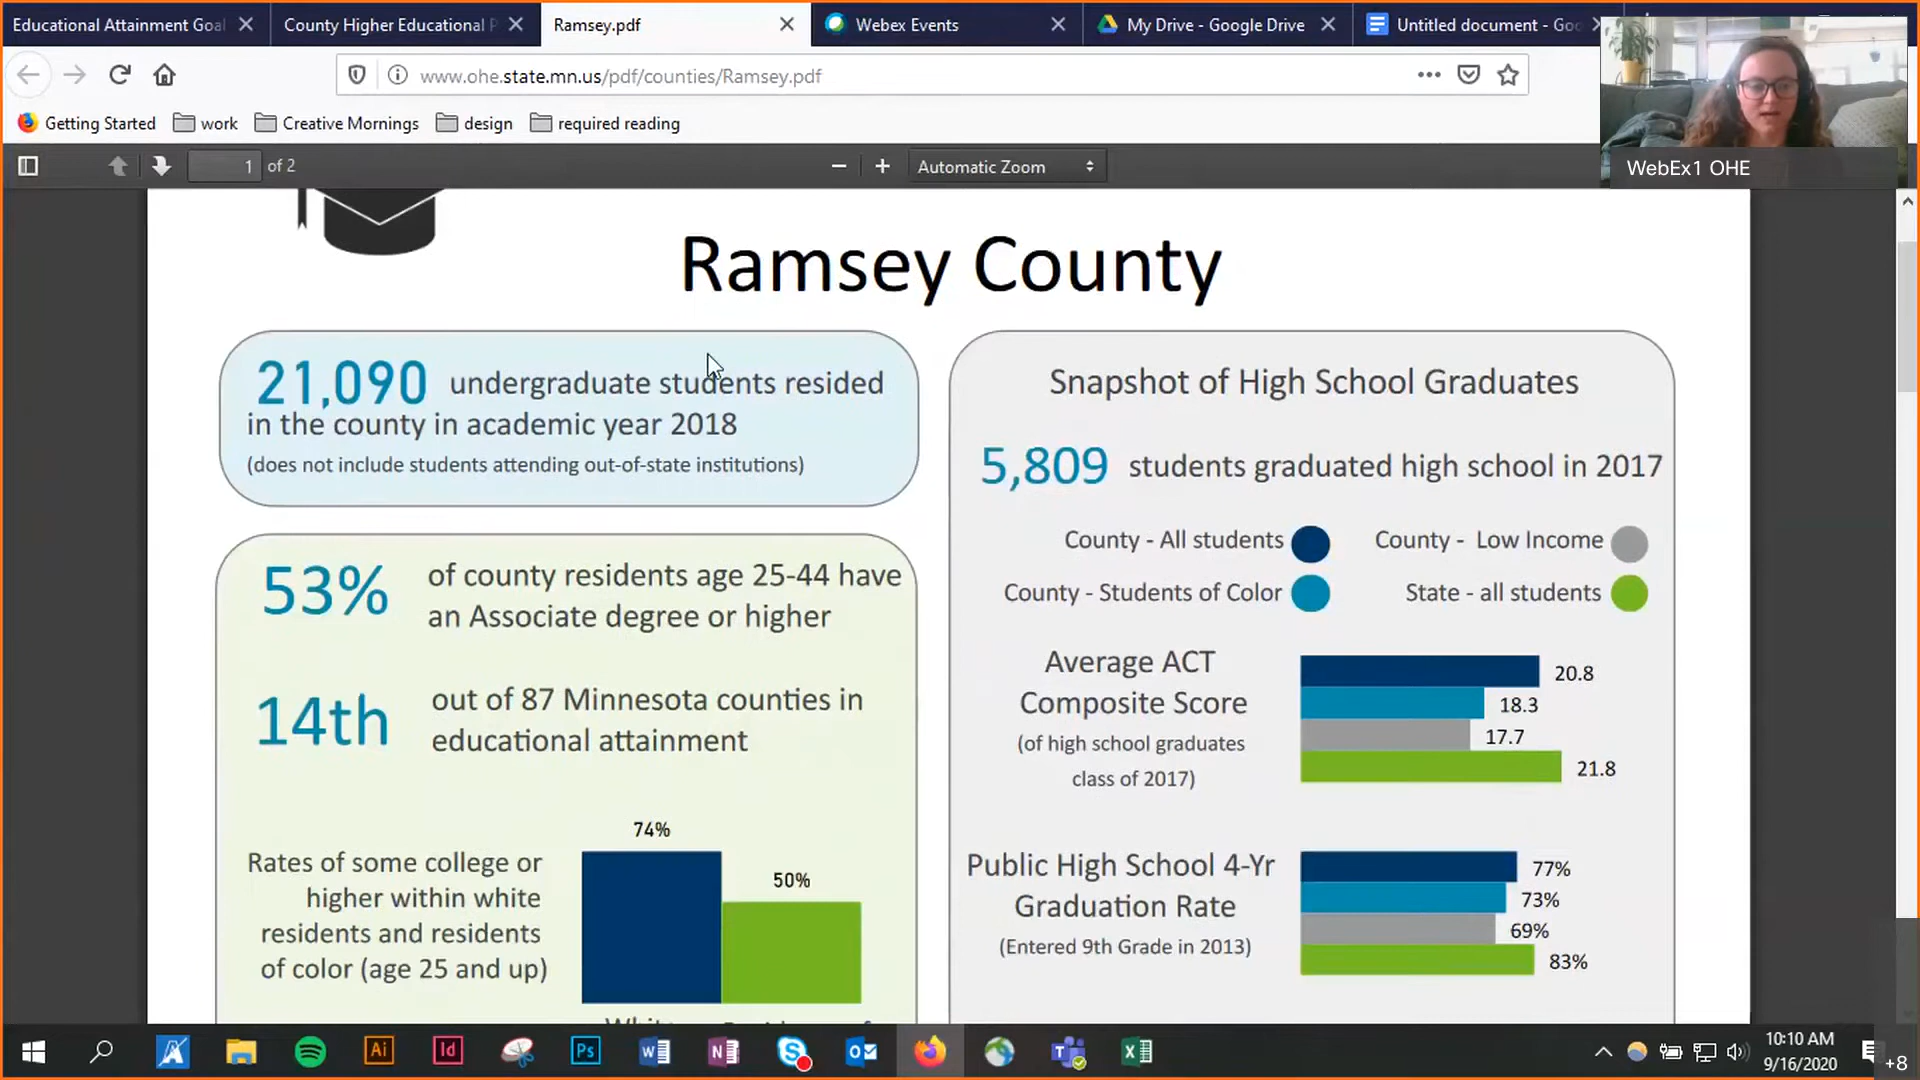 Educational Attainment Goal
County Higher Educational P
Ramsey.pdf
Webex Events
My Drive - Google Drive
Untitled document - Goo
www.ohe.state.mn.us/pdf/counties/Ramsey.pdf
Getting Started
work
Creative Mornings
design
required reading
WebEx1 OHE
1 of 2
Automatic Zoom
Ramsey County
21,090 undergraduate students resided
in the county in academic year 2018
(does not include students attending out-of-state institutions)
53% of county residents age 25-44 have
an Associate degree or higher
14th out of 87 Minnesota counties in
educational attainment
Rates of some college or
higher within white
residents and residents
of color (age 25 and up)
74%
50%
Snapshot of High School Graduates
5,809 students graduated high school in 2017
County - All students
County - Low Income
County - Students of Color
State - all students
Average ACT
Composite Score
(of high school graduates
class of 2017)
20.8
18.3
17.7
21.8
Public High School 4-Yr
Graduation Rate
(Entered 9th Grade in 2013)
77%
73%
69%
83%
Ai
Id
Ps
10:10 AM
9/16/2020
+8